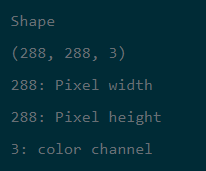 Shape
(288, 288, 3)
288: Pixel width
288: Pixel height
3: color channel